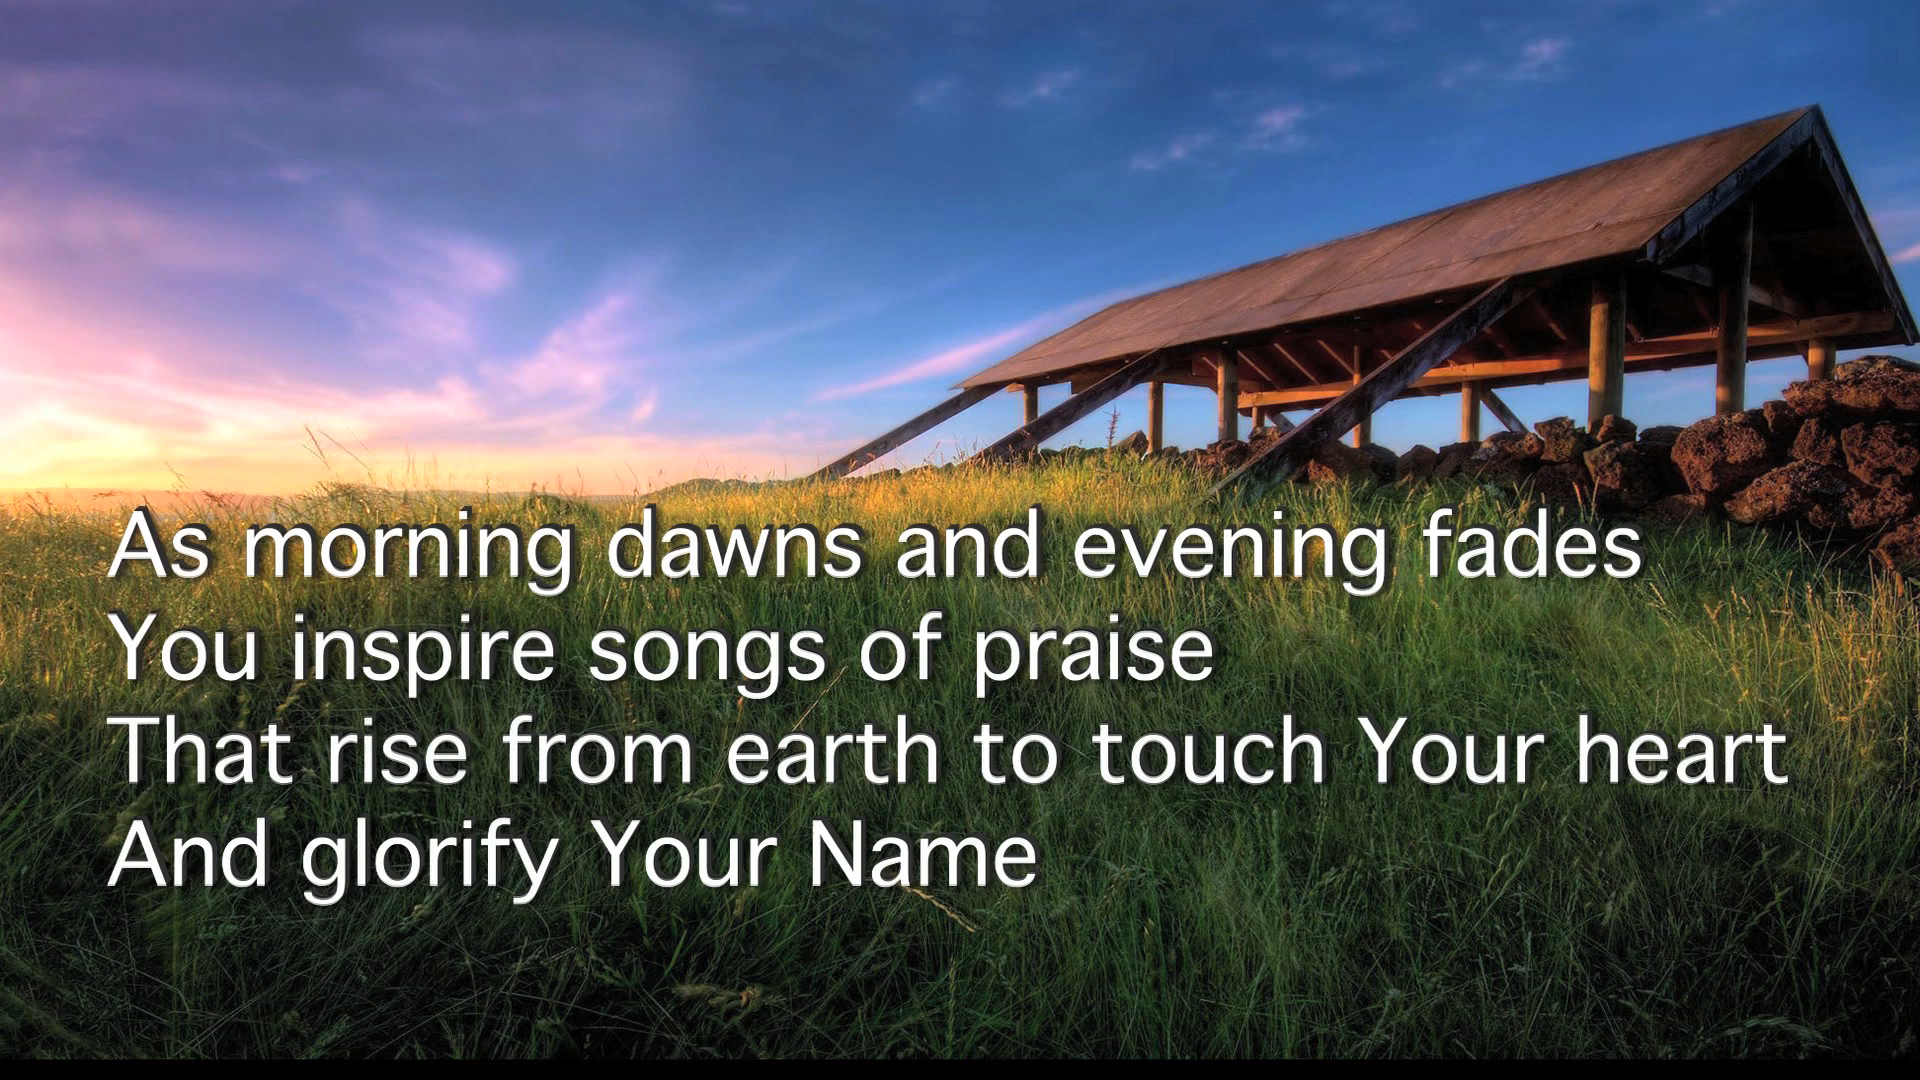 As morning dawns and evening fades
You inspire songs of praise
That rise from earth to touch Your heart
And glorify Your Name